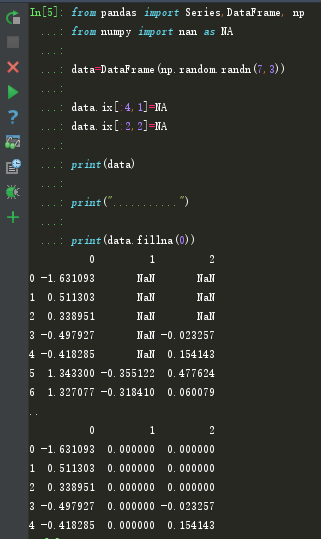 In[5]: from pandas import Series,DataFrame, np
...: from numpy import nan as NA
...:
...: data=DataFrame(np.random.randn(7,3))
...:
...: data.ix[:4,1]=NA
...: data.ix[:2,2]=NA
...:
...: print(data)
...:
...: print("...........")
...:
...: print(data.fillna(0))
0 1 2
0 -1.631093 NaN NaN
1 0.511303 NaN NaN
2 0.338951 NaN NaN
3 -0.497927 NaN -0.023257
4 -0.418285 NaN 0.154143
5 1.343300 -0.355122 0.477624
6 1.327077 -0.318410 0.060079
..
0 1 2
0 -1.631093 0.000000 0.000000
1 0.511303 0.000000 0.000000
2 0.338951 0.000000 0.000000
3 -0.497927 0.000000 -0.023257
4 -0.418285 0.000000 0.154143